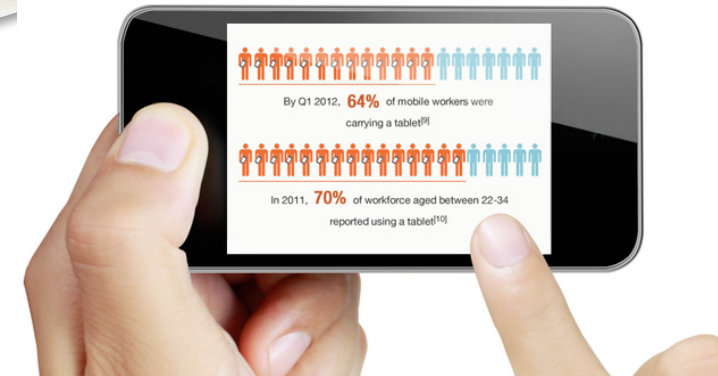 By Q1 2012, 64% of mobile workers were
carrying a tablet[9]
In 2011, 70% of workforce aged between 22-34
reported using a tablet[10]